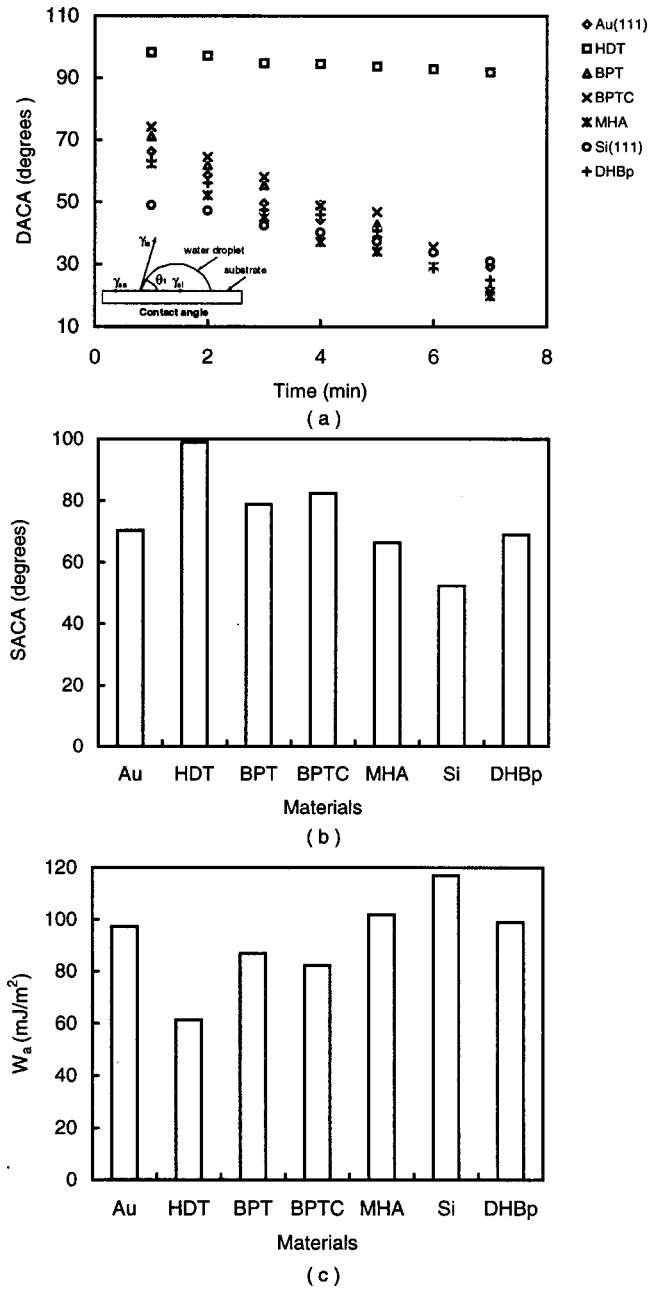 110
90
70
50
30
10
DACA (degrees)
0 2 4 6 8
Time (min)
Au(111)
HDT
BPT
BPTC
MHA
Si(111)
DHBp
water droplet
substrate
θ1
Contact angle
( a )
100
80
60
40
20
0
SACA (degrees)
Au HDT BPT BPTC MHA Si DHBp
Materials
( b )
120
100
80
60
40
20
0
Wa (mJ/m²)
Au HDT BPT BPTC MHA Si DHBp
Materials
( c )